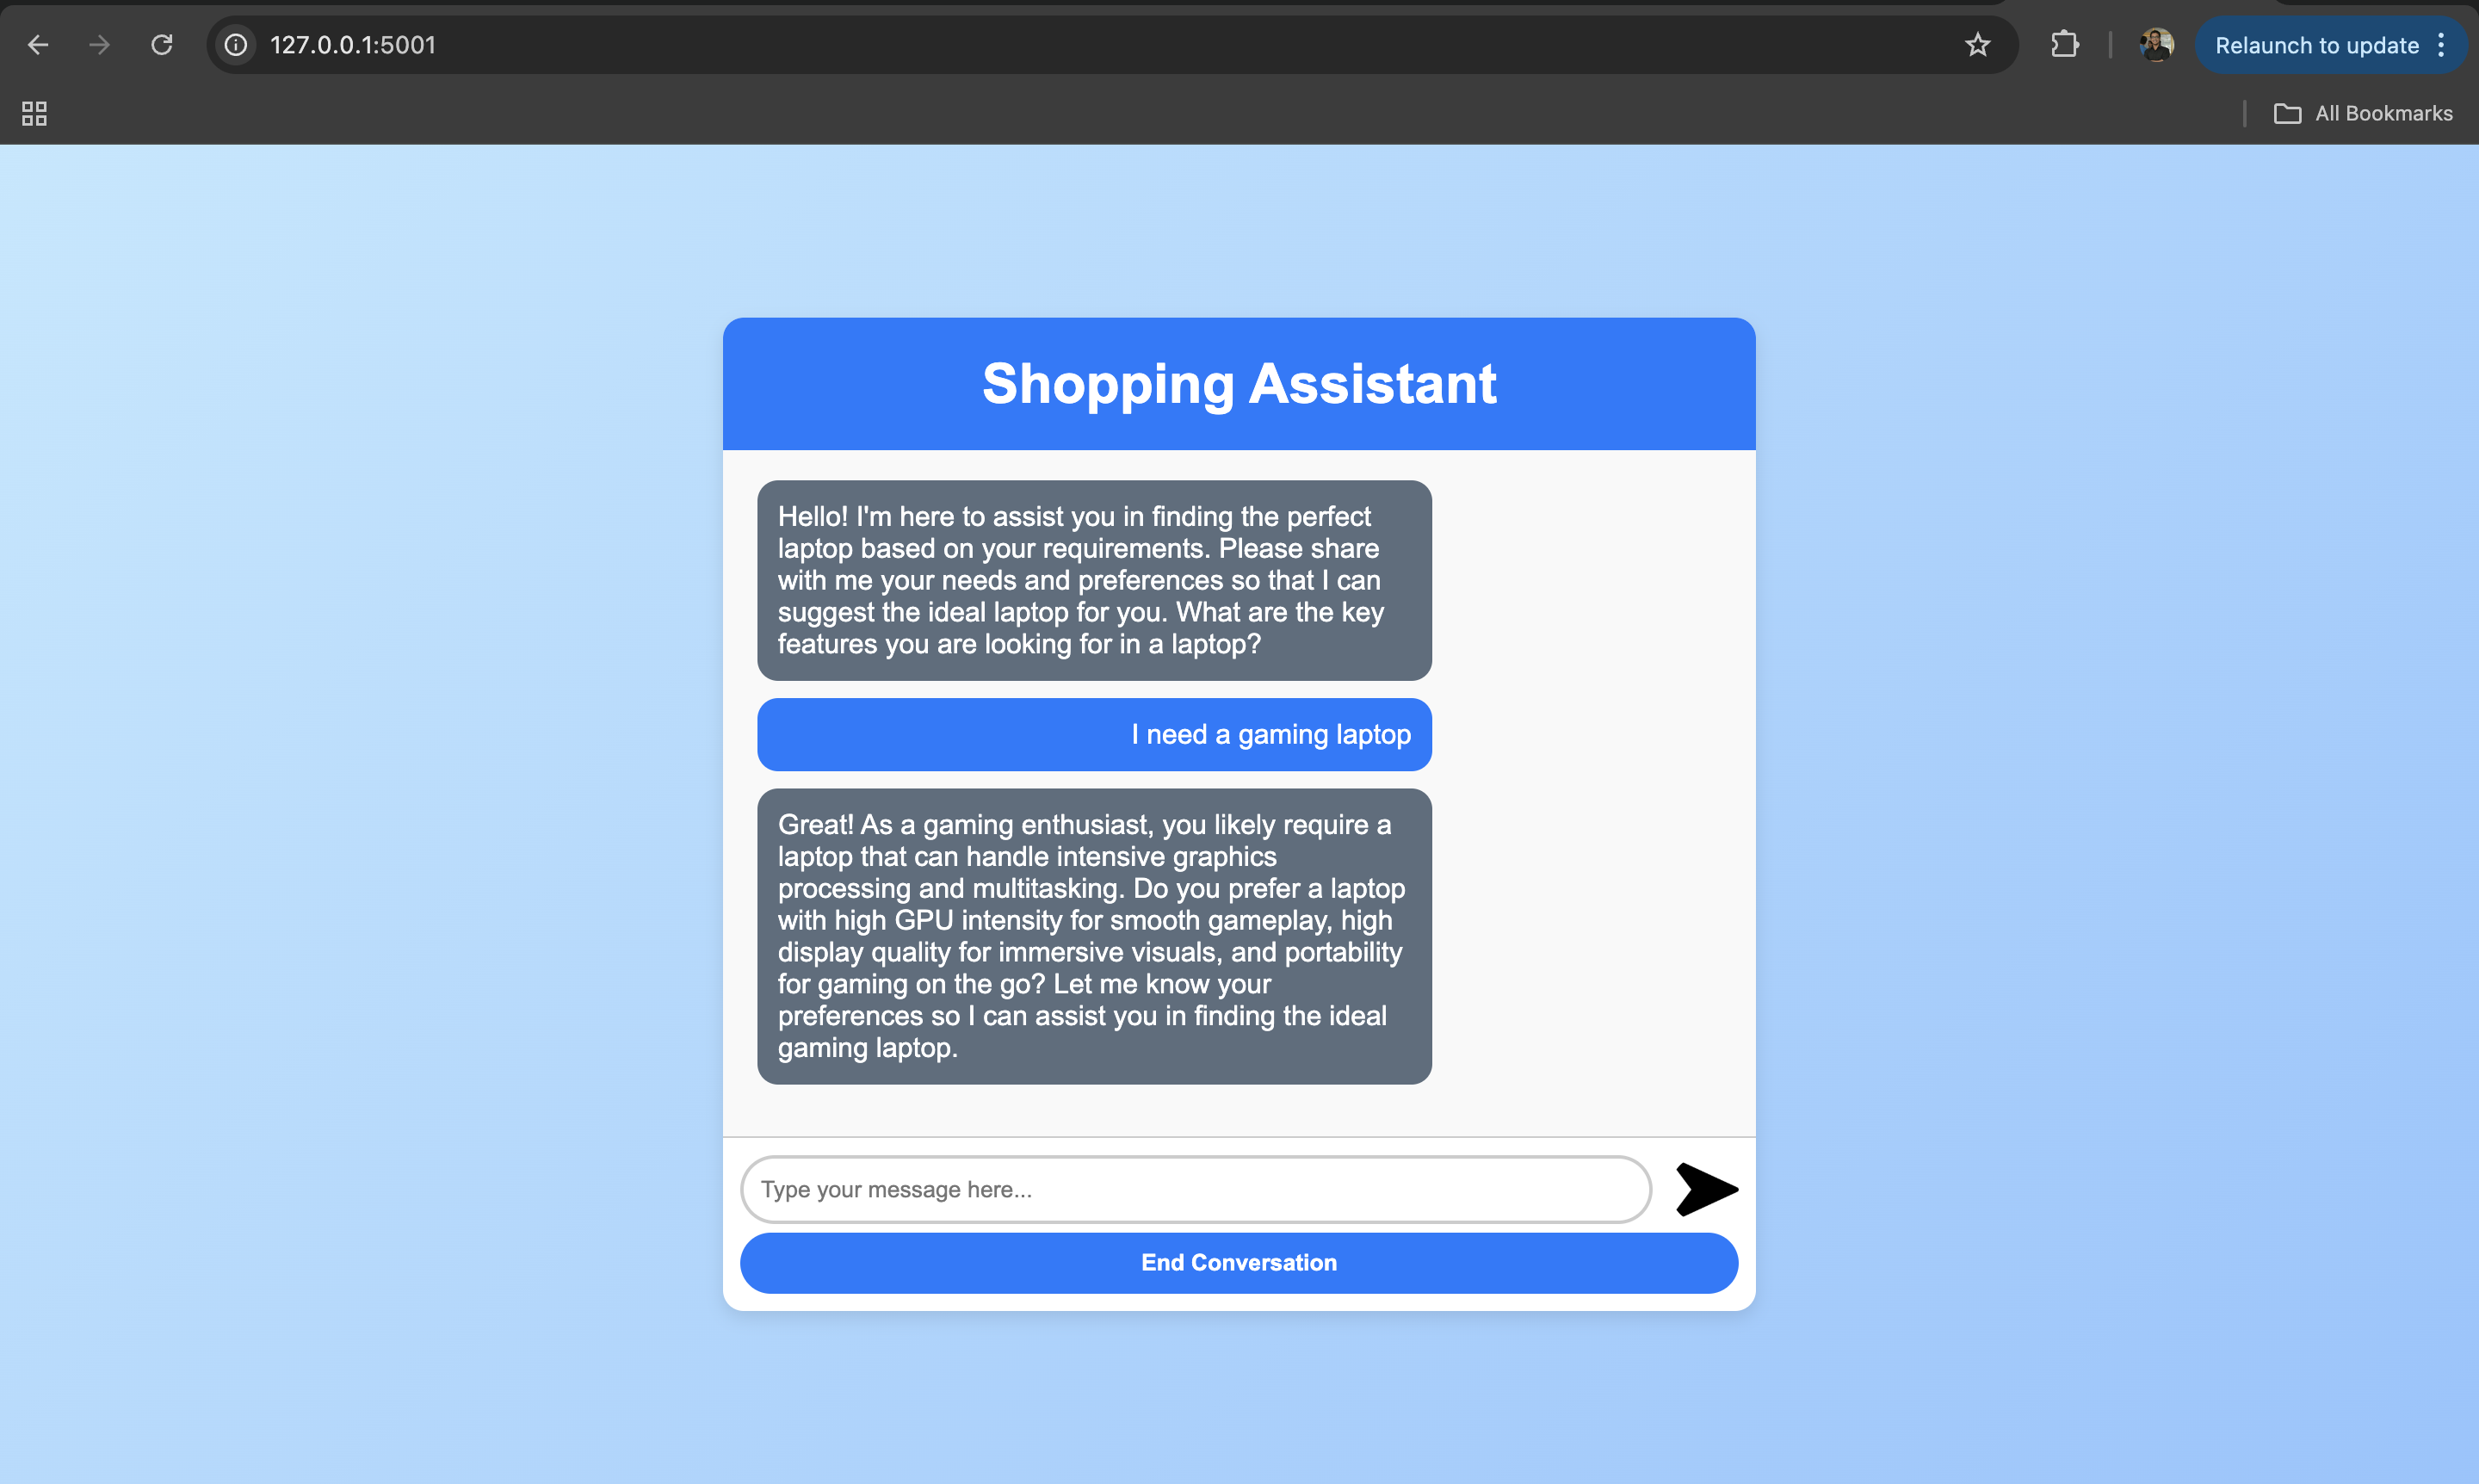 127.0.0.1:5001
Relaunch to update
All Bookmarks
Shopping Assistant
Hello! I'm here to assist you in finding the perfect
laptop based on your requirements. Please share
with me your needs and preferences so that I can
suggest the ideal laptop for you. What are the key
features you are looking for in a laptop?
I need a gaming laptop
Great! As a gaming enthusiast, you likely require a
laptop that can handle intensive graphics
processing and multitasking. Do you prefer a laptop
with high GPU intensity for smooth gameplay, high
display quality for immersive visuals, and portability
for gaming on the go? Let me know your
preferences so I can assist you in finding the ideal
gaming laptop.
Type your message here...
End Conversation